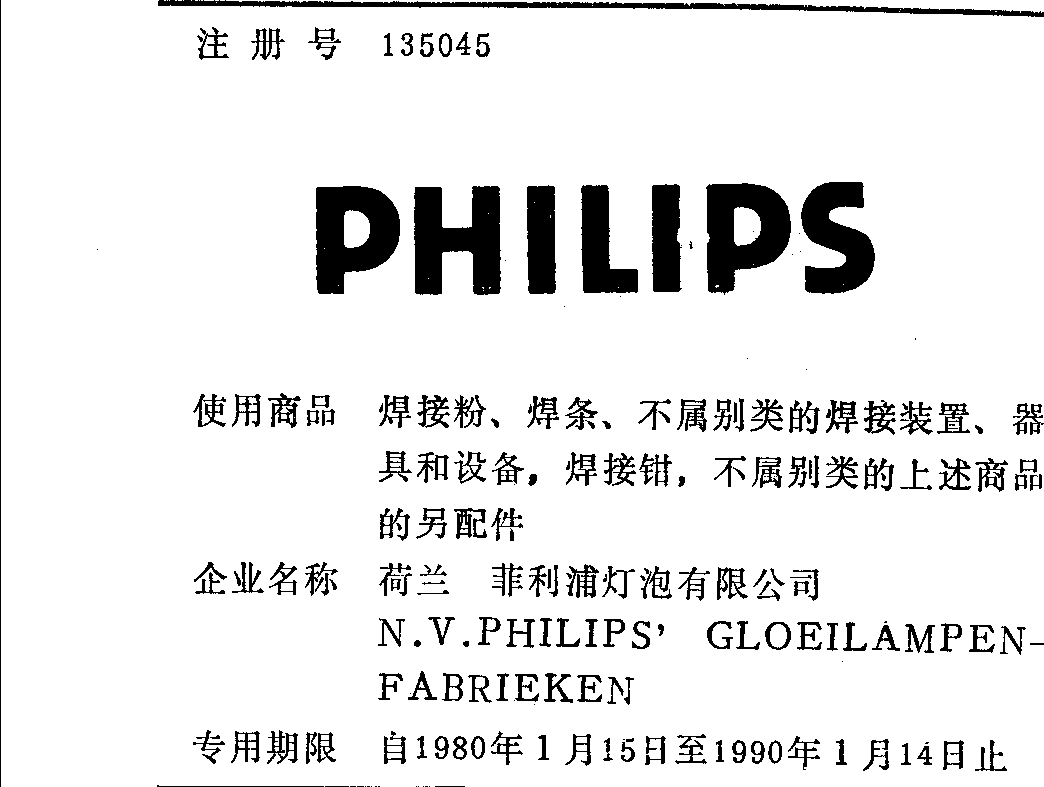 注册号 135045
PHILIPS
使用商品 焊接粉、焊条、不属别类的焊接装置、器
具和设备，焊接钳，不属别类的上述商品
的另配件
企业名称 荷兰 菲利浦灯泡有限公司
N.V.PHILIPS’ GLOEILAMPEN-
FABRIEKEN
专用期限 自1980年1月15日至1990年1月14日止